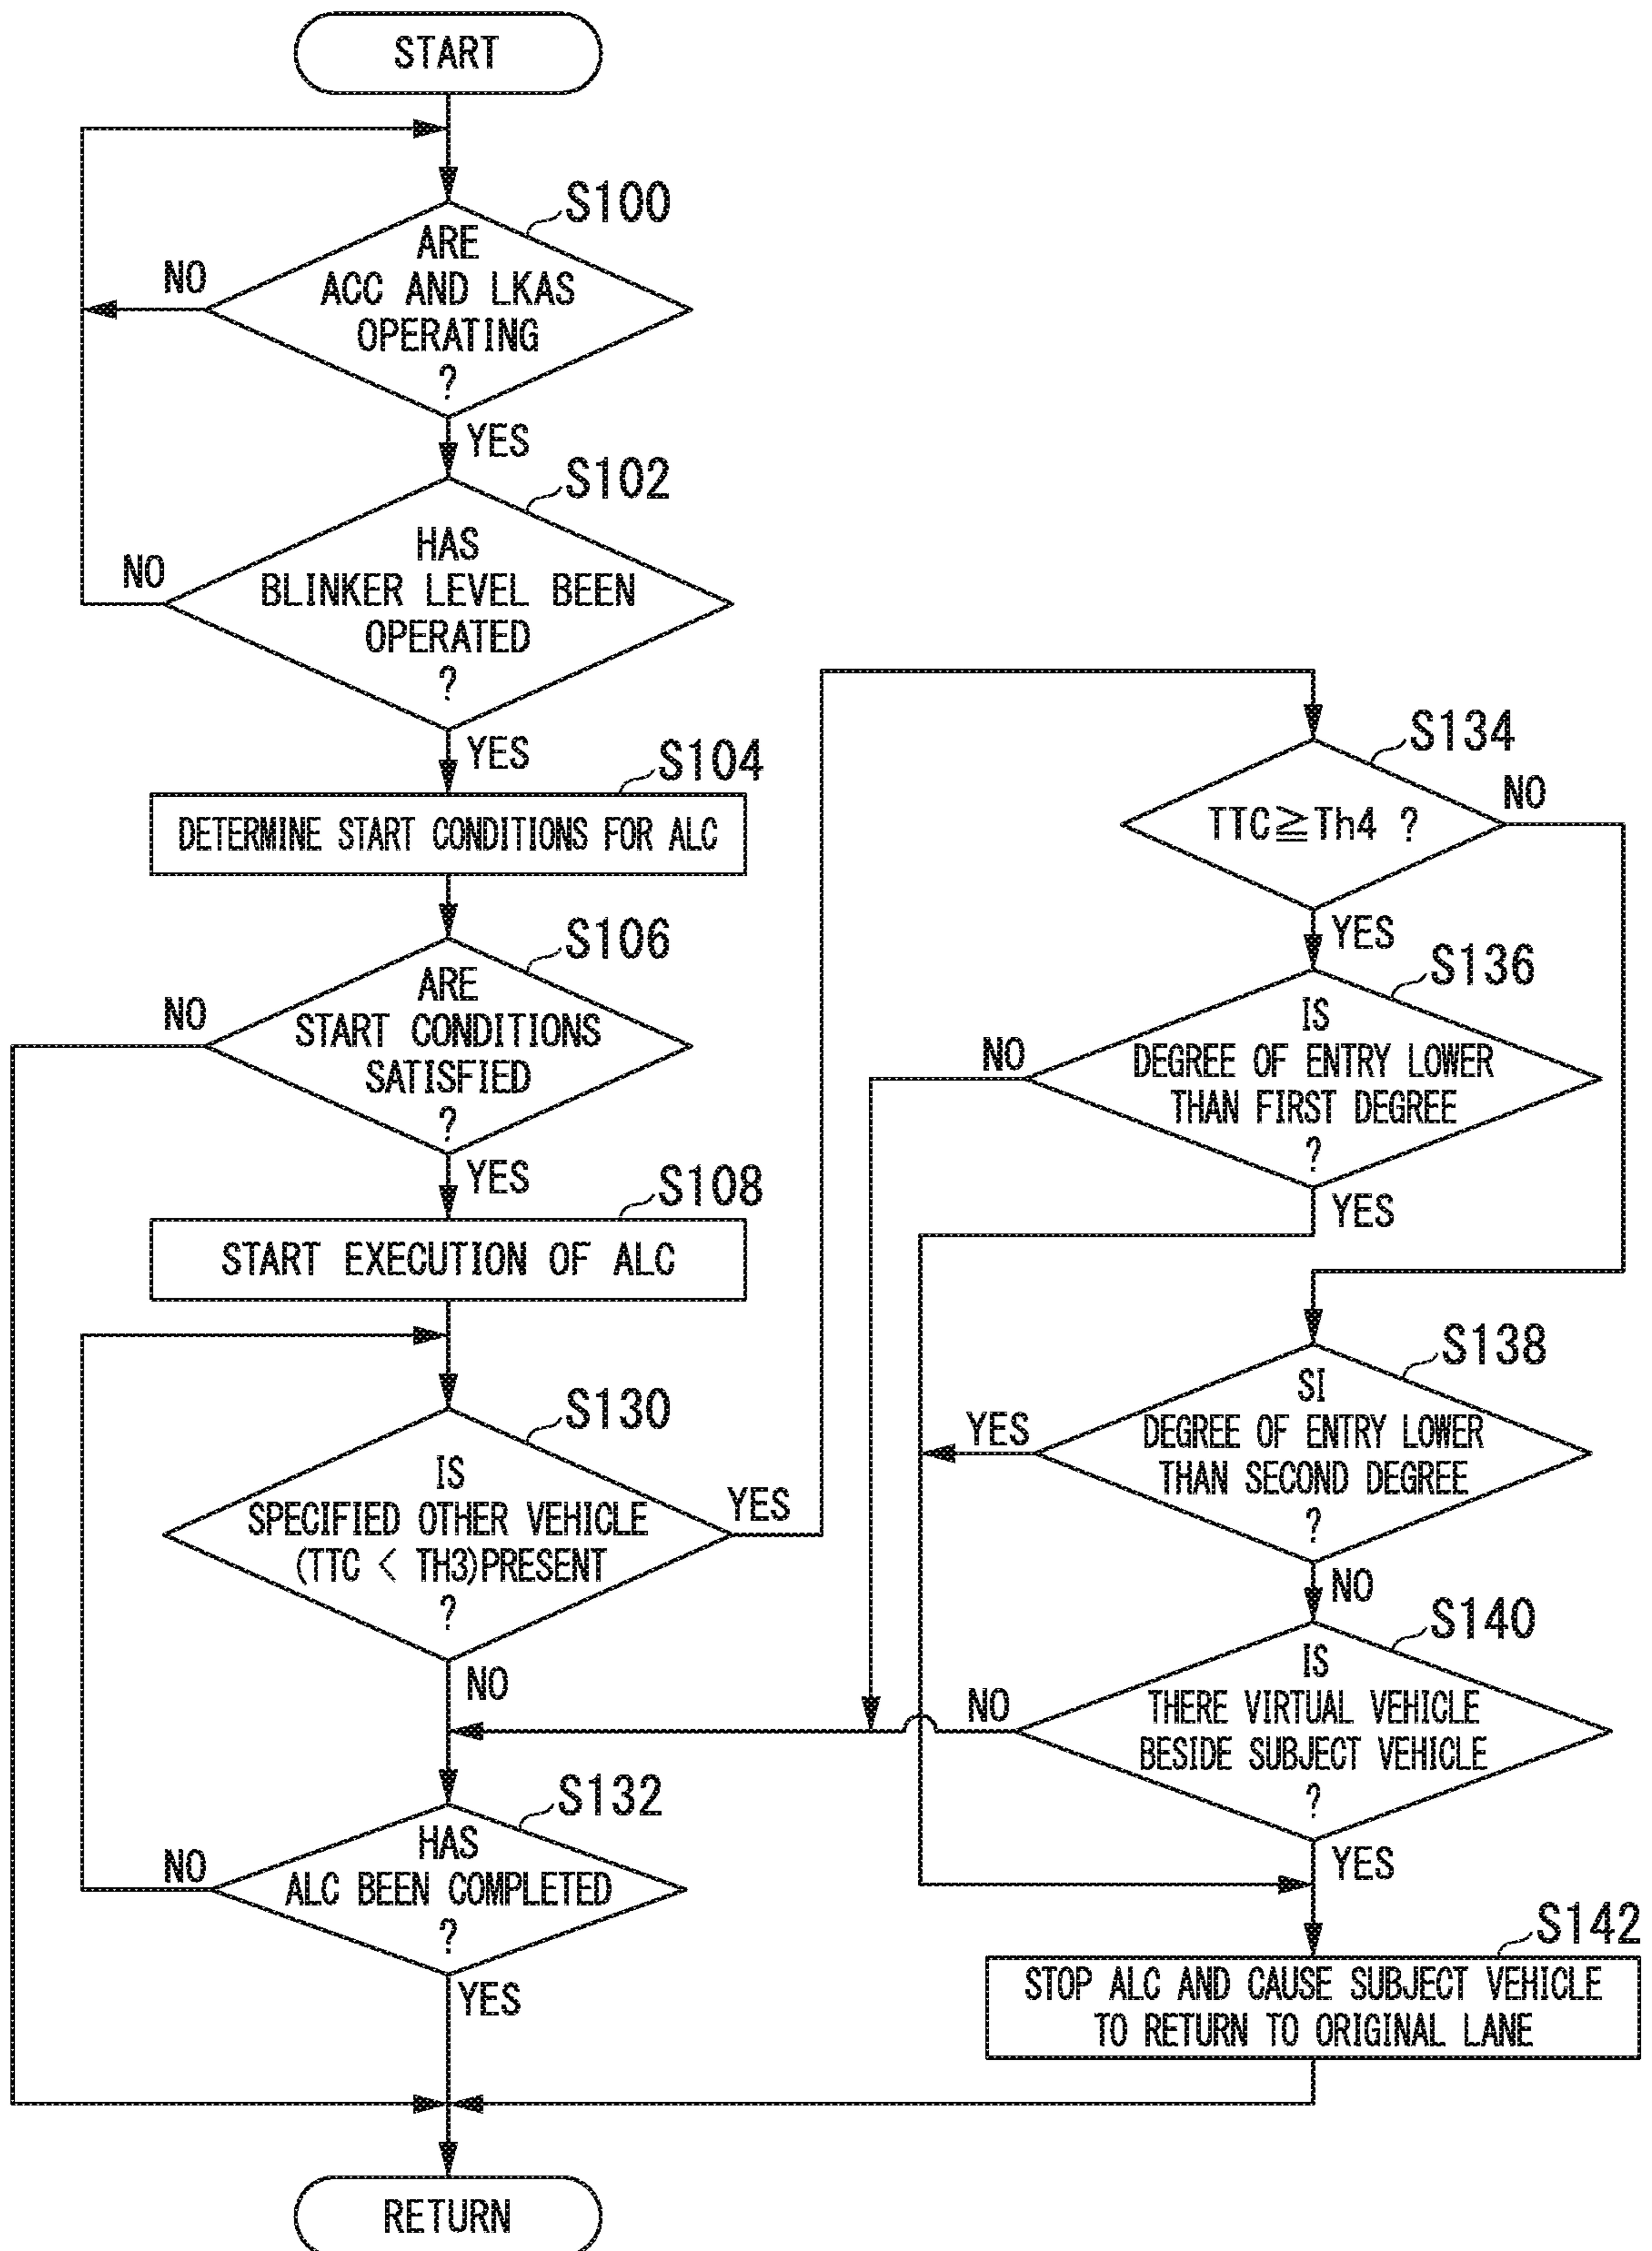 START
S100
ARE
ACC AND LKAS
OPERATING
?
NO
YES
S102
HAS
BLINKER LEVEL BEEN
OPERATED
?
NO
YES
S104
DETERMINE START CONDITIONS FOR ALC
S106
ARE
START CONDITIONS
SATISFIED
?
NO
YES
S108
START EXECUTION OF ALC
S130
IS
SPECIFIED OTHER VEHICLE
(TTC < TH3)PRESENT
?
YES
NO
S132
HAS
ALC BEEN COMPLETED
?
NO
YES
S134
TTC≧Th4 ?
NO
YES
S136
IS
DEGREE OF ENTRY LOWER
THAN FIRST DEGREE
?
NO
YES
S138
SI
DEGREE OF ENTRY LOWER
THAN SECOND DEGREE
?
YES
NO
S140
IS
THERE VIRTUAL VEHICLE
BESIDE SUBJECT VEHICLE
?
NO
YES
S142
STOP ALC AND CAUSE SUBJECT VEHICLE
TO RETURN TO ORIGINAL LANE
RETURN